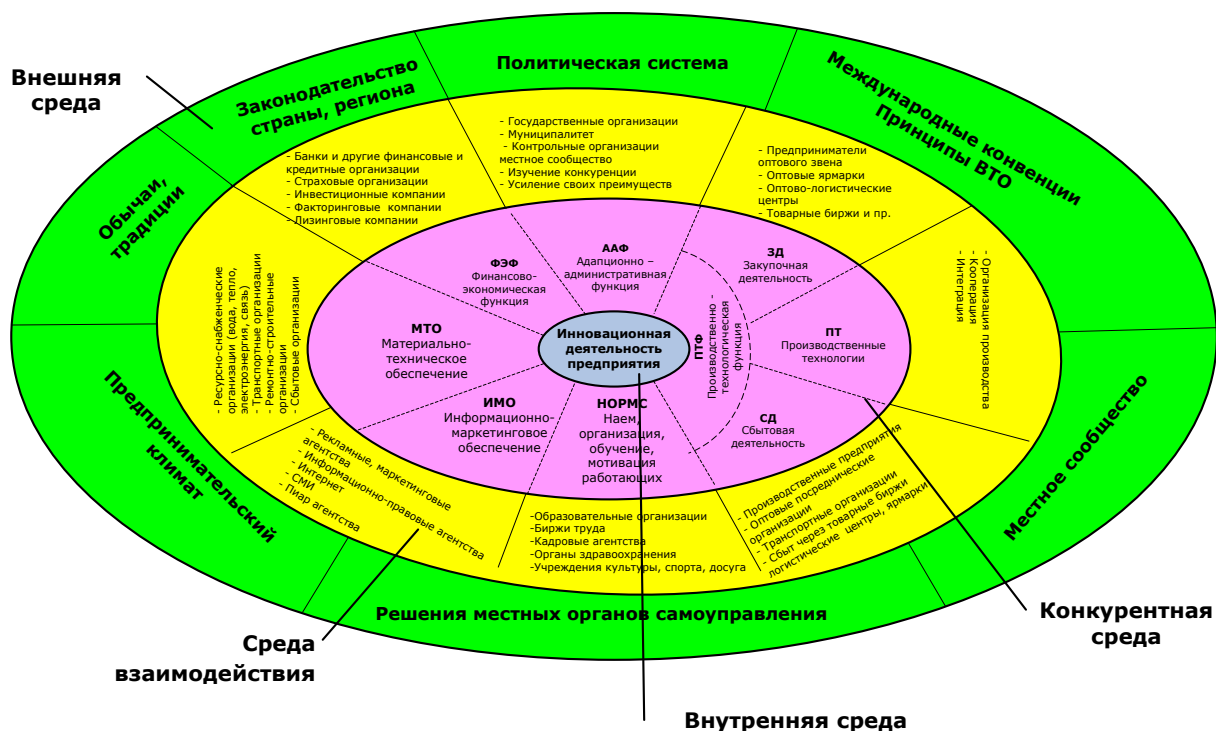 Внешняя
среда
Законодательство
страны, региона
Политическая система
Международные конвенции
Принципы ВТО
Обычаи,
традиции
Предпринимательский
климат
Решения местных органов самоуправления
Местное сообщество
- Банки и другие финансовые и
кредитные организации
- Страховые организации
- Инвестиционные компании
- Факторинговые компании
- Лизинговые компании
- Государственные организации
- Муниципалитет
- Контрольные организации
местное сообщество
- Изучение конкуренции
- Усиление своих преимуществ
- Предприниматели
оптового звена
- Оптовые ярмарки
- Оптово-логистические
центры
- Товарные биржи и пр.
- Организация производства
- Кооперация
- Интеграция
- Ресурсно-снабженческие
организации (вода, тепло,
электроэнергия, связь)
- Транспортные организации
- Ремонтно-строительные
организации
- Сбытовые организации
- Рекламные, маркетинговые
агентства
- Информационно-правовые агентства
- Интернет
- СМИ
- Пиар агентства
-Образовательные организации
-Биржи труда
-Кадровые агентства
-Органы здравоохранения
-Учреждения культуры, спорта, досуга
- Производственные предприятия
- Оптовые посреднические
организации
- Транспортные организации
- Сбыт через товарные биржи
логистические центры, ярмарки
ФЭФ
Финансово-
экономическая
функция
ААФ
Адапционно –
административная
функция
ЗД
Закупочная
деятельность
ПТФ
Производственно -
технологическая
функция
ПТ
Производственные
технологии
СД
Сбытовая
деятельность
НОРМС
Наем,
организация,
обучение,
мотивация
работающих
ИМО
Информационно-
маркетинговое
обеспечение
МТО
Материально-
техническое
обеспечение
Инновационная
деятельность
предприятия
Среда
взаимодействия
Конкурентная
среда
Внутренняя среда